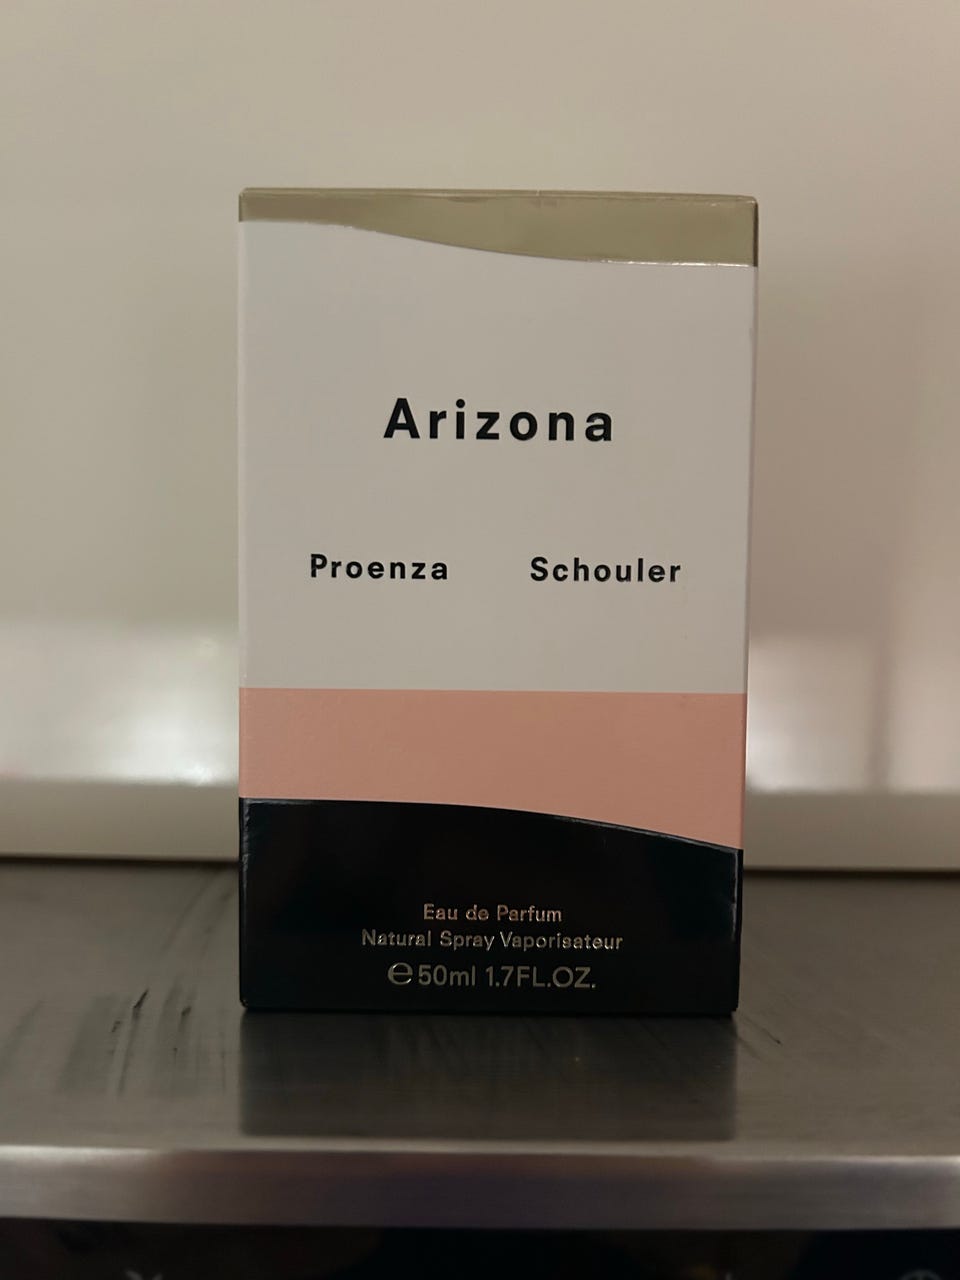 Arizona
Proenza Schouler
Eau de Parfum
Natural Spray Vaporisateur
℮50ml 1.7FL.OZ.